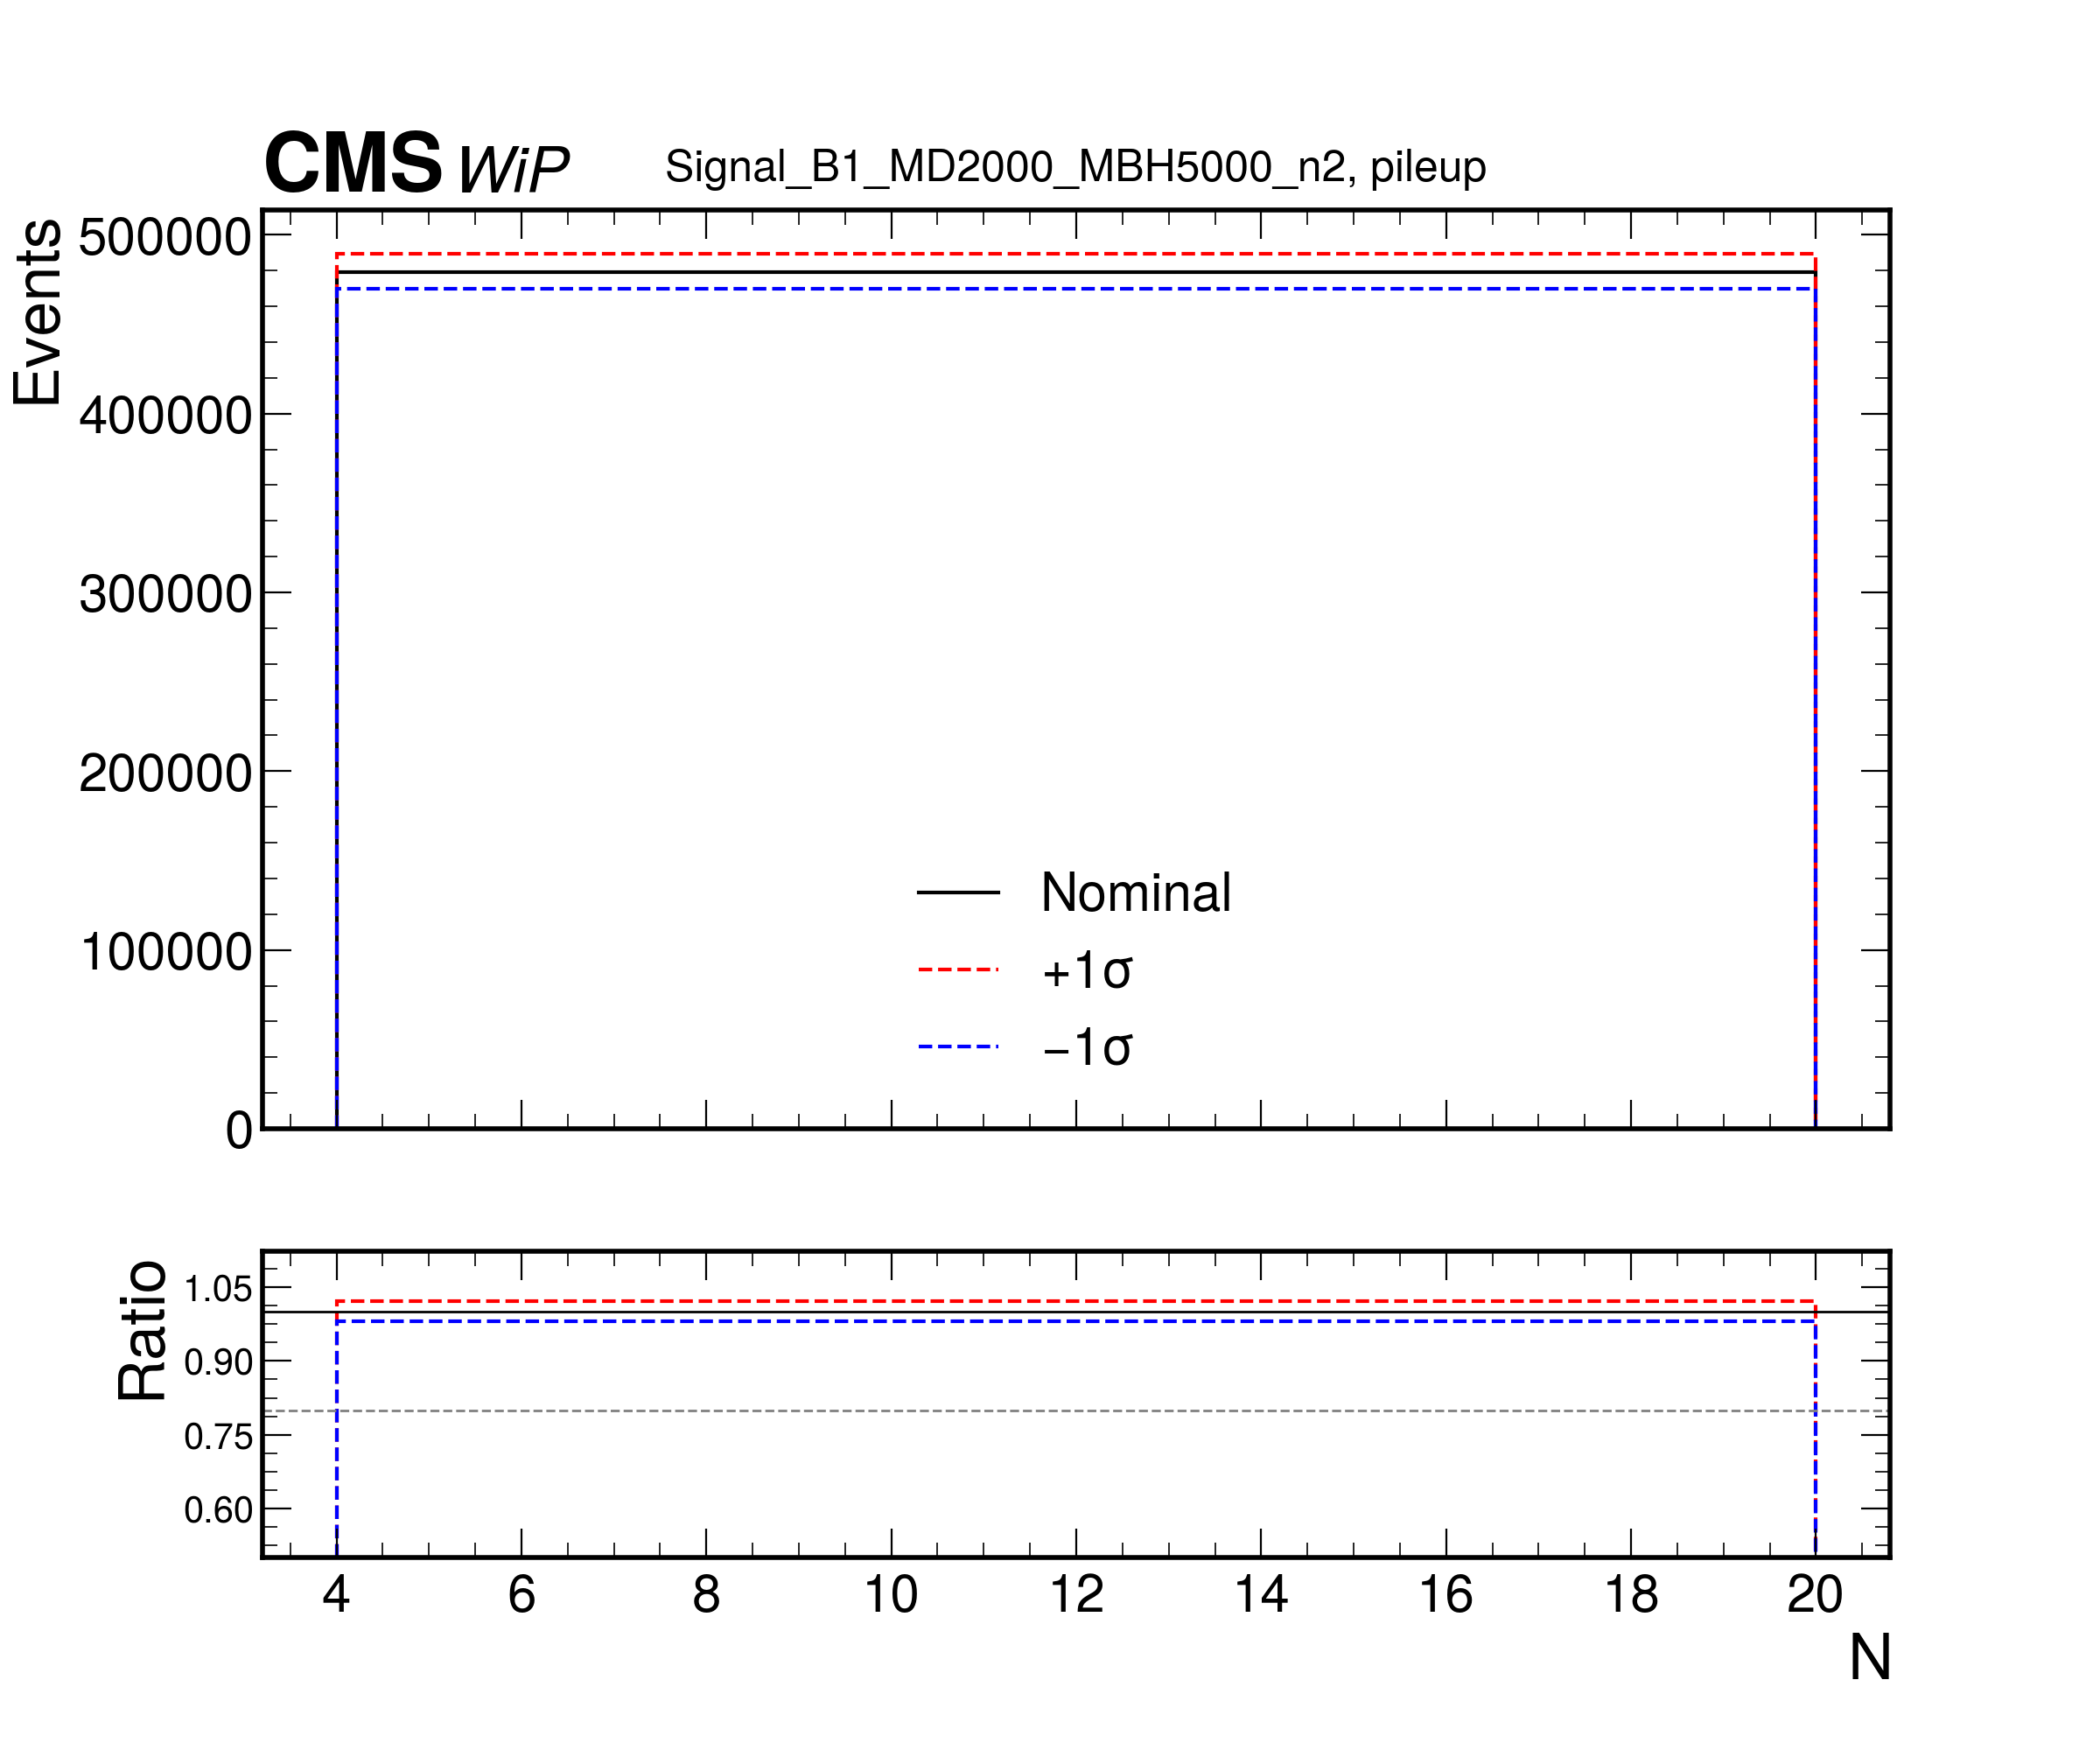 CMS WiP
Signal_B1_MD2000_MBH5000_n2, pileup
Events
500000
400000
300000
200000
100000
0
Nominal
+1σ
−1σ
Ratio
1.05
0.90
0.75
0.60
4 6 8 10 12 14 16 18 20
N